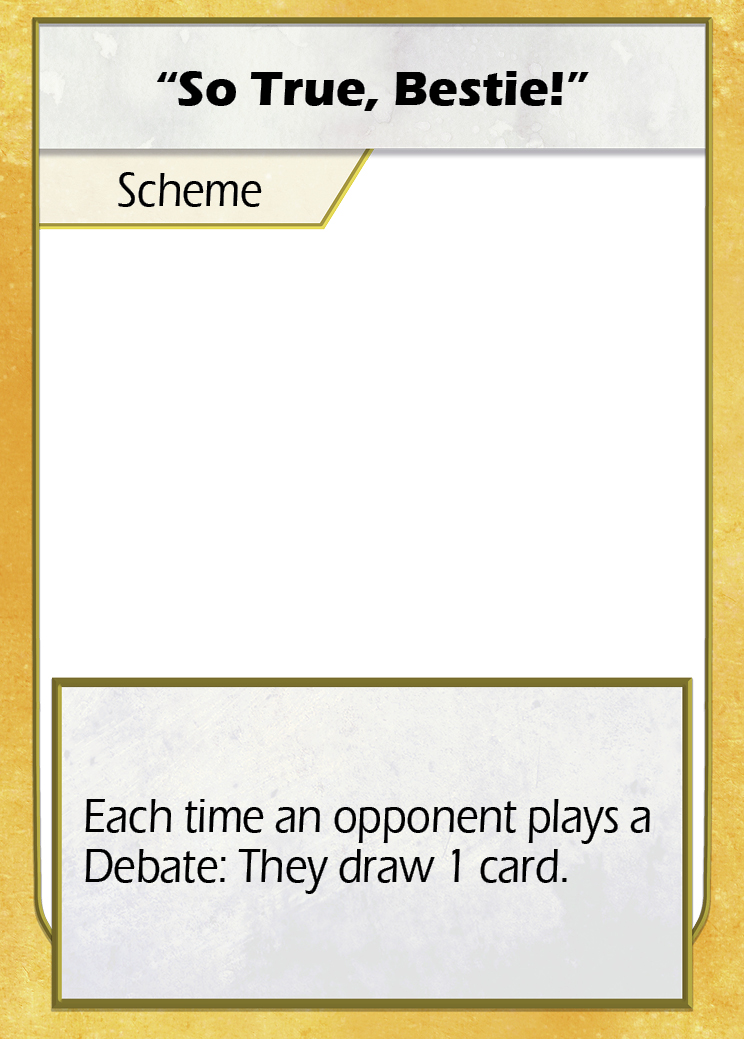 “So True, Bestie!”
Scheme
Each time an opponent plays a
Debate: They draw 1 card.